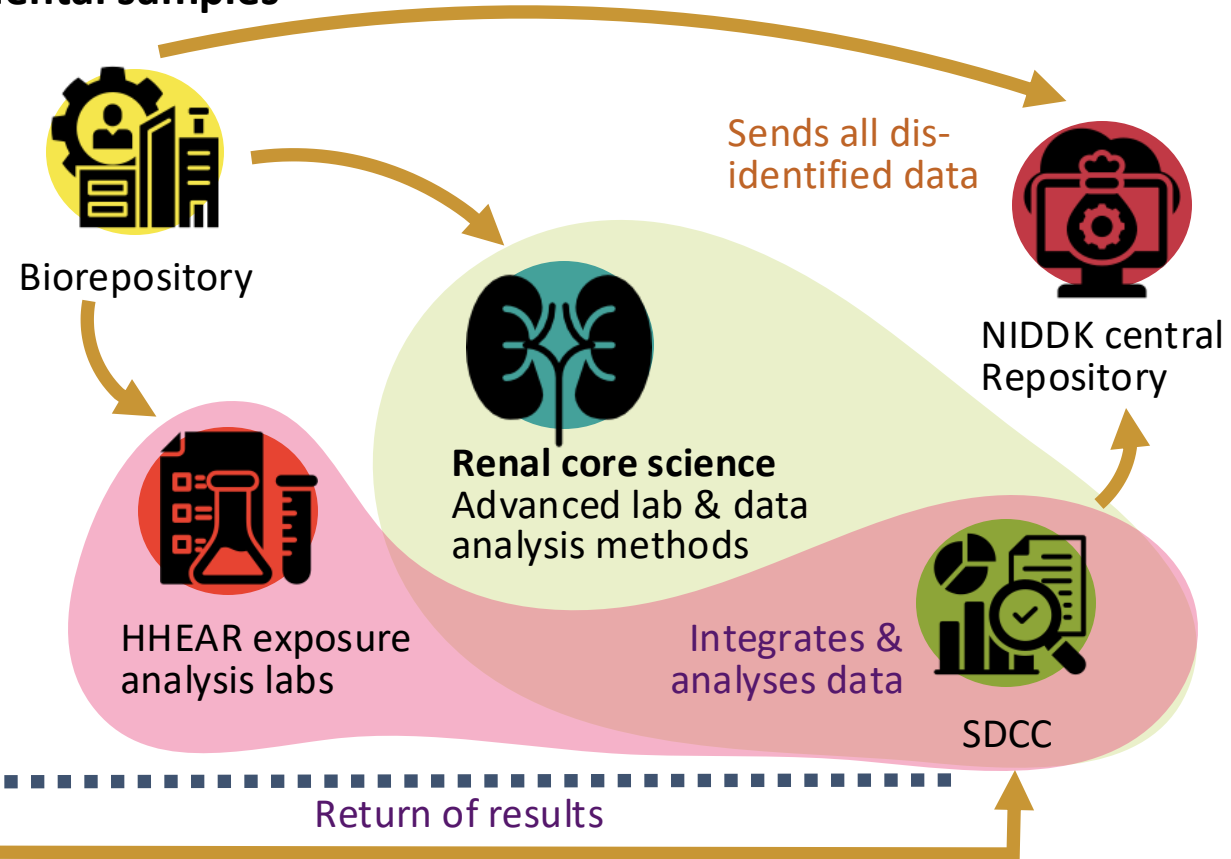 samples
Sends all dis-
identified data
Biorepository
NIDDK central
Repository
Renal core science
Advanced lab & data
analysis methods
HHEAR exposure
analysis labs
Integrates &
analyses data
SDCC
Return of results